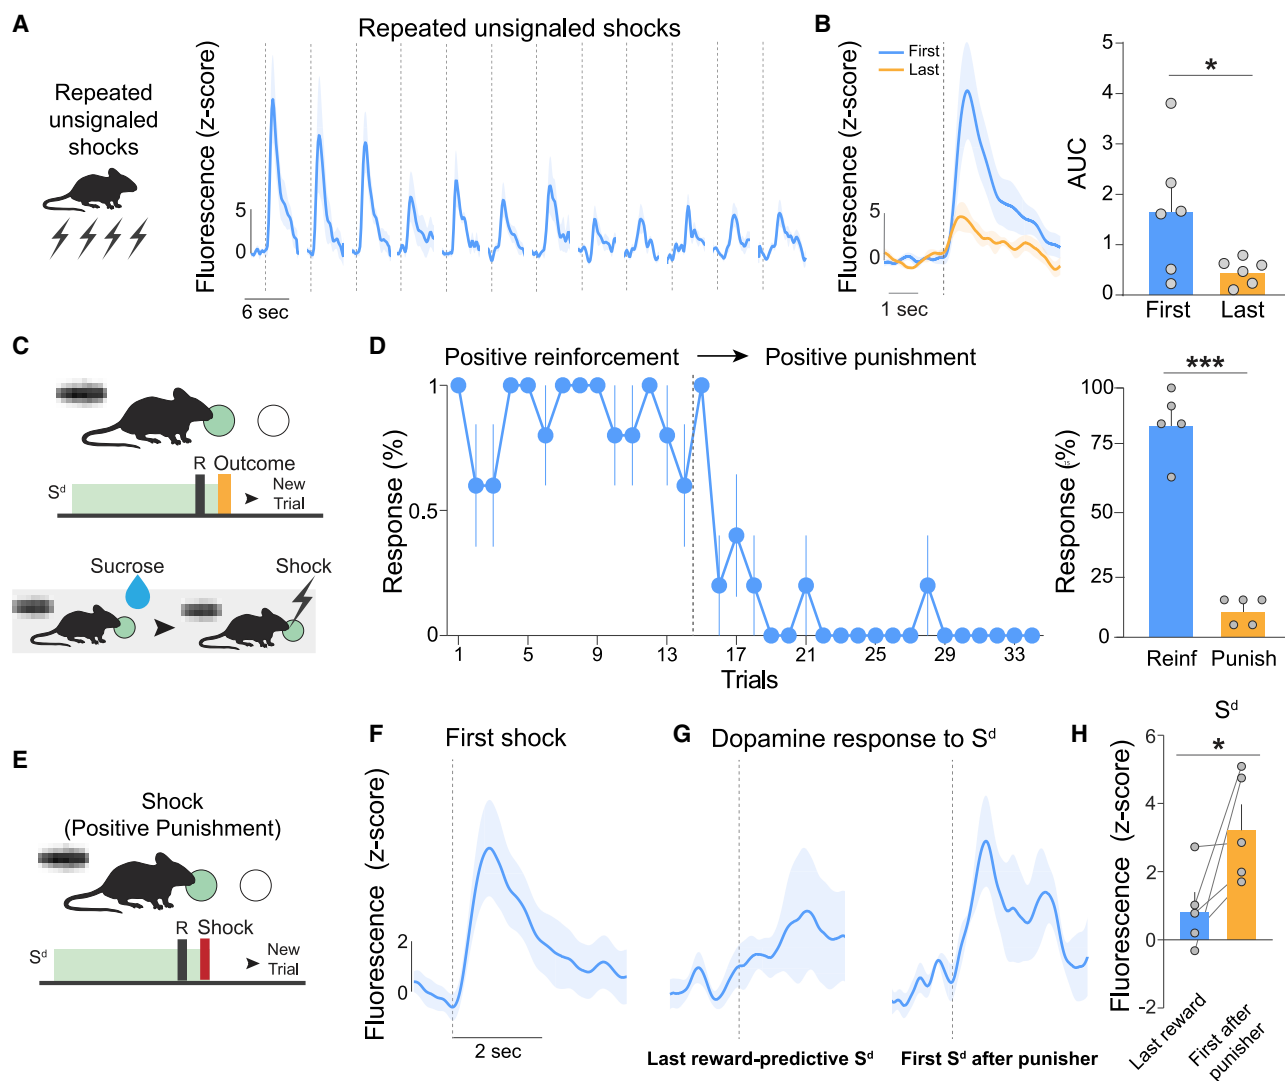 A
Repeated unsignaled shocks
Repeated
unsignaled
shocks
Fluorescence (z-score)
5
0
6 sec
B
First
Last
Fluorescence (z-score)
5
0
1 sec
AUC
5
4
3
2
1
0
*
First
Last
C
R
Outcome
Sd
New
Trial
Sucrose
Shock
D
Positive reinforcement
Positive punishment
Response (%)
1
0.5
0
1
5
9
13
17
21
25
29
33
Trials
Response (%)
100
75
50
25
0
***
Reinf
Punish
E
Shock
(Positive Punishment)
R
Shock
Sd
New
Trial
F
First shock
Fluorescence (z-score)
2
0
2 sec
G
Dopamine response to Sd
Last reward-predictive Sd
First Sd after punisher
H
Sd
Fluorescence (z-score)
6
4
2
0
-2
*
Last reward
First after
punisher